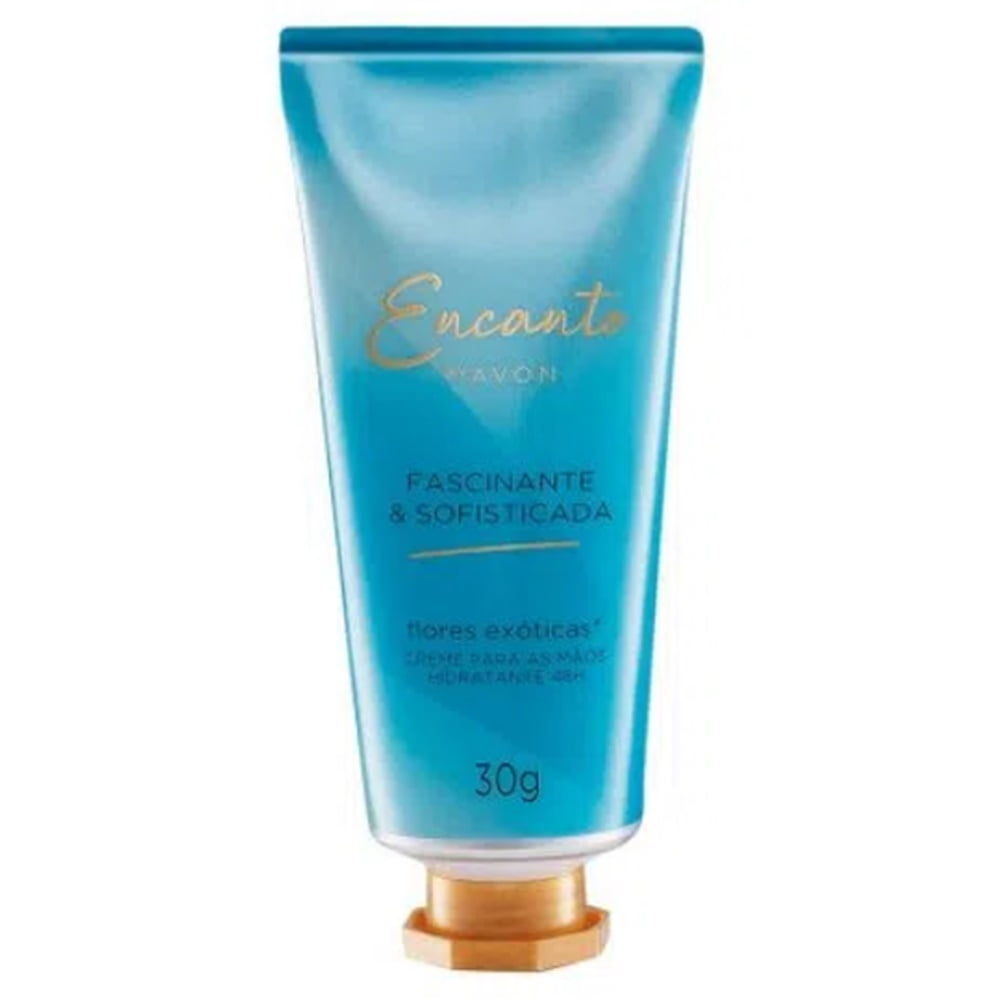 Encanto
AVON
FASCINANTE
& SOFISTICADA
flores exóticas*
CREME PARA AS MÃOS
HIDRATANTE 48H
30g